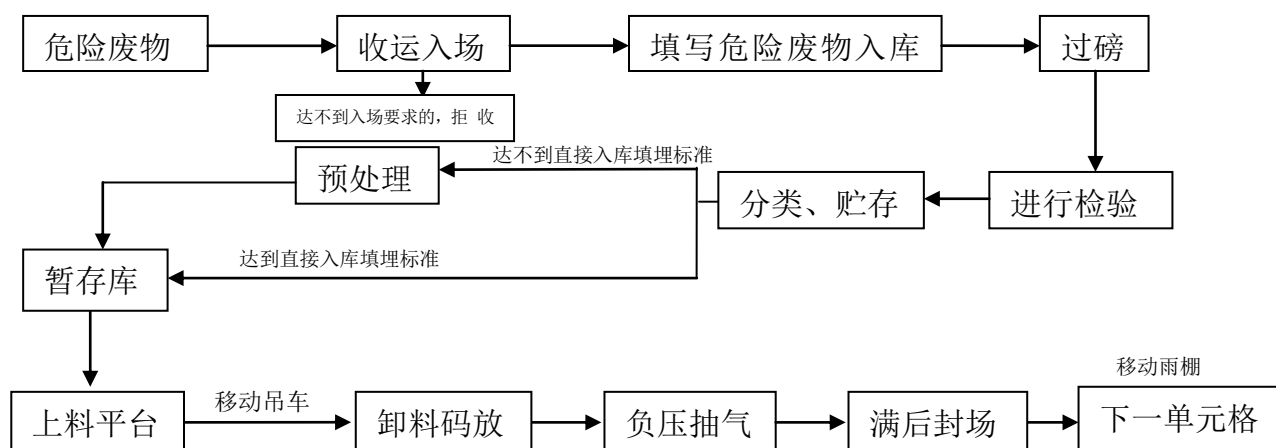 危险废物
收运入场
填写危险废物入库
过磅
达不到入场要求的，拒 收
达不到直接入库填埋标准
预处理
分类、贮存
进行检验
达到直接入库填埋标准
暂存库
移动雨棚
上料平台
移动吊车
卸料码放
负压抽气
满后封场
下一单元格